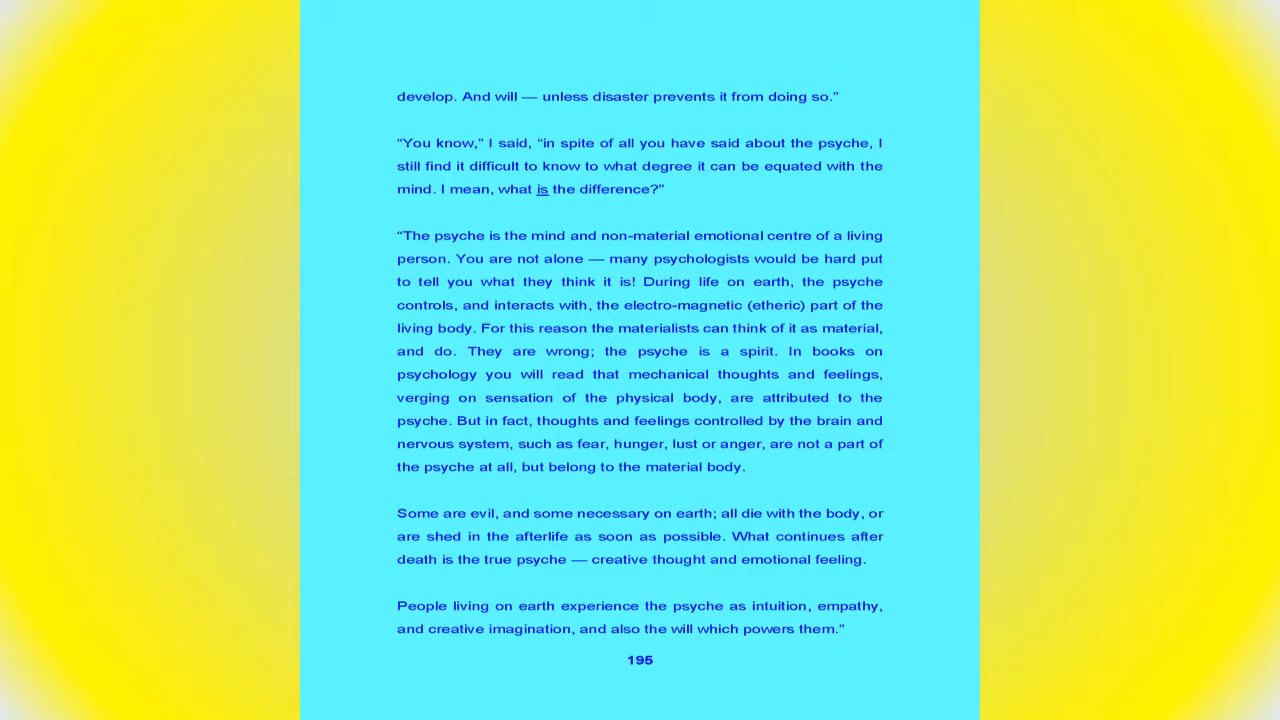 develop. And will — unless disaster prevents it from doing so.”
“You know,” I said, “in spite of all you have said about the psyche, I
still find it difficult to know to what degree it can be equated with the
mind. I mean, what is the difference?”
“The psyche is the mind and non-material emotional centre of a living
person. You are not alone — many psychologists would be hard put
to tell you what they think it is! During life on earth, the psyche
controls, and interacts with, the electro-magnetic (etheric) part of the
living body. For this reason the materialists can think of it as material,
and do. They are wrong; the psyche is a spirit. In books on
psychology you will read that mechanical thoughts and feelings,
verging on sensation of the physical body, are attributed to the
psyche. But in fact, thoughts and feelings controlled by the brain and
nervous system, such as fear, hunger, lust or anger, are not a part of
the psyche at all, but belong to the material body.
Some are evil, and some necessary on earth; all die with the body, or
are shed in the afterlife as soon as possible. What continues after
death is the true psyche — creative thought and emotional feeling.
People living on earth experience the psyche as intuition, empathy,
and creative imagination, and also the will which powers them.”
195